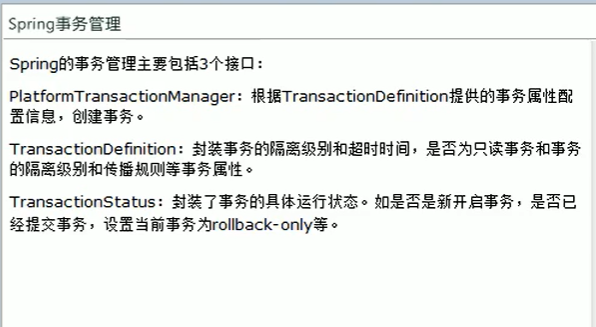 Spring事务管理
Spring的事务管理主要包括3个接口：
PlatformTransactionManager：根据TransactionDefinition提供的事务属性配
置信息，创建事务。
TransactionDefinition：封装事务的隔离级别和超时时间，是否为只读事务和事务
的隔离级别和传播规则等事务属性。
TransactionStatus：封装了事务的具体运行状态。如是否是新开启事务，是否已
经提交事务，设置当前事务为rollback-only等。